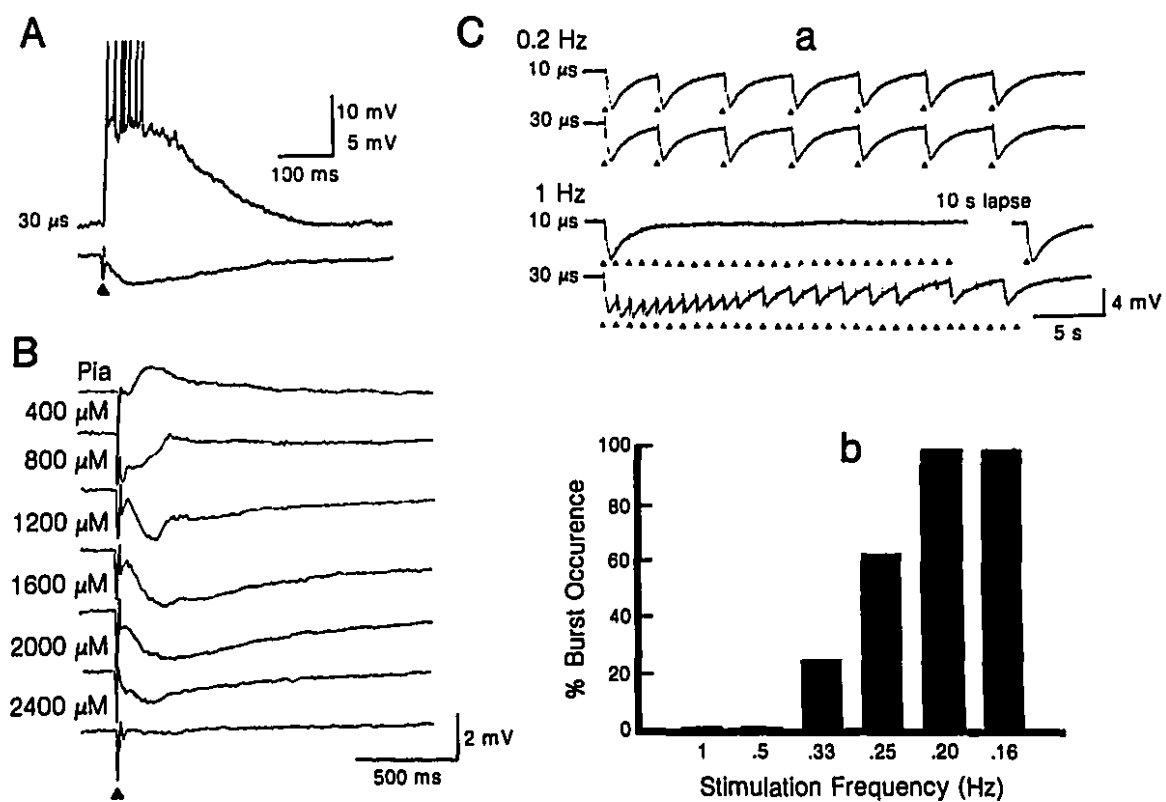 A
10 mV
5 mV
100 ms
30 µs
B
Pia
400 µM
800 µM
1200 µM
1600 µM
2000 µM
2400 µM
2 mV
500 ms
C
a
0.2 Hz
10 µs
30 µs
1 Hz
10 s lapse
10 µs
30 µs
4 mV
5 s
b
% Burst Occurence
100
80
60
40
20
0
1 .5 .33 .25 .20 .16
Stimulation Frequency (Hz)